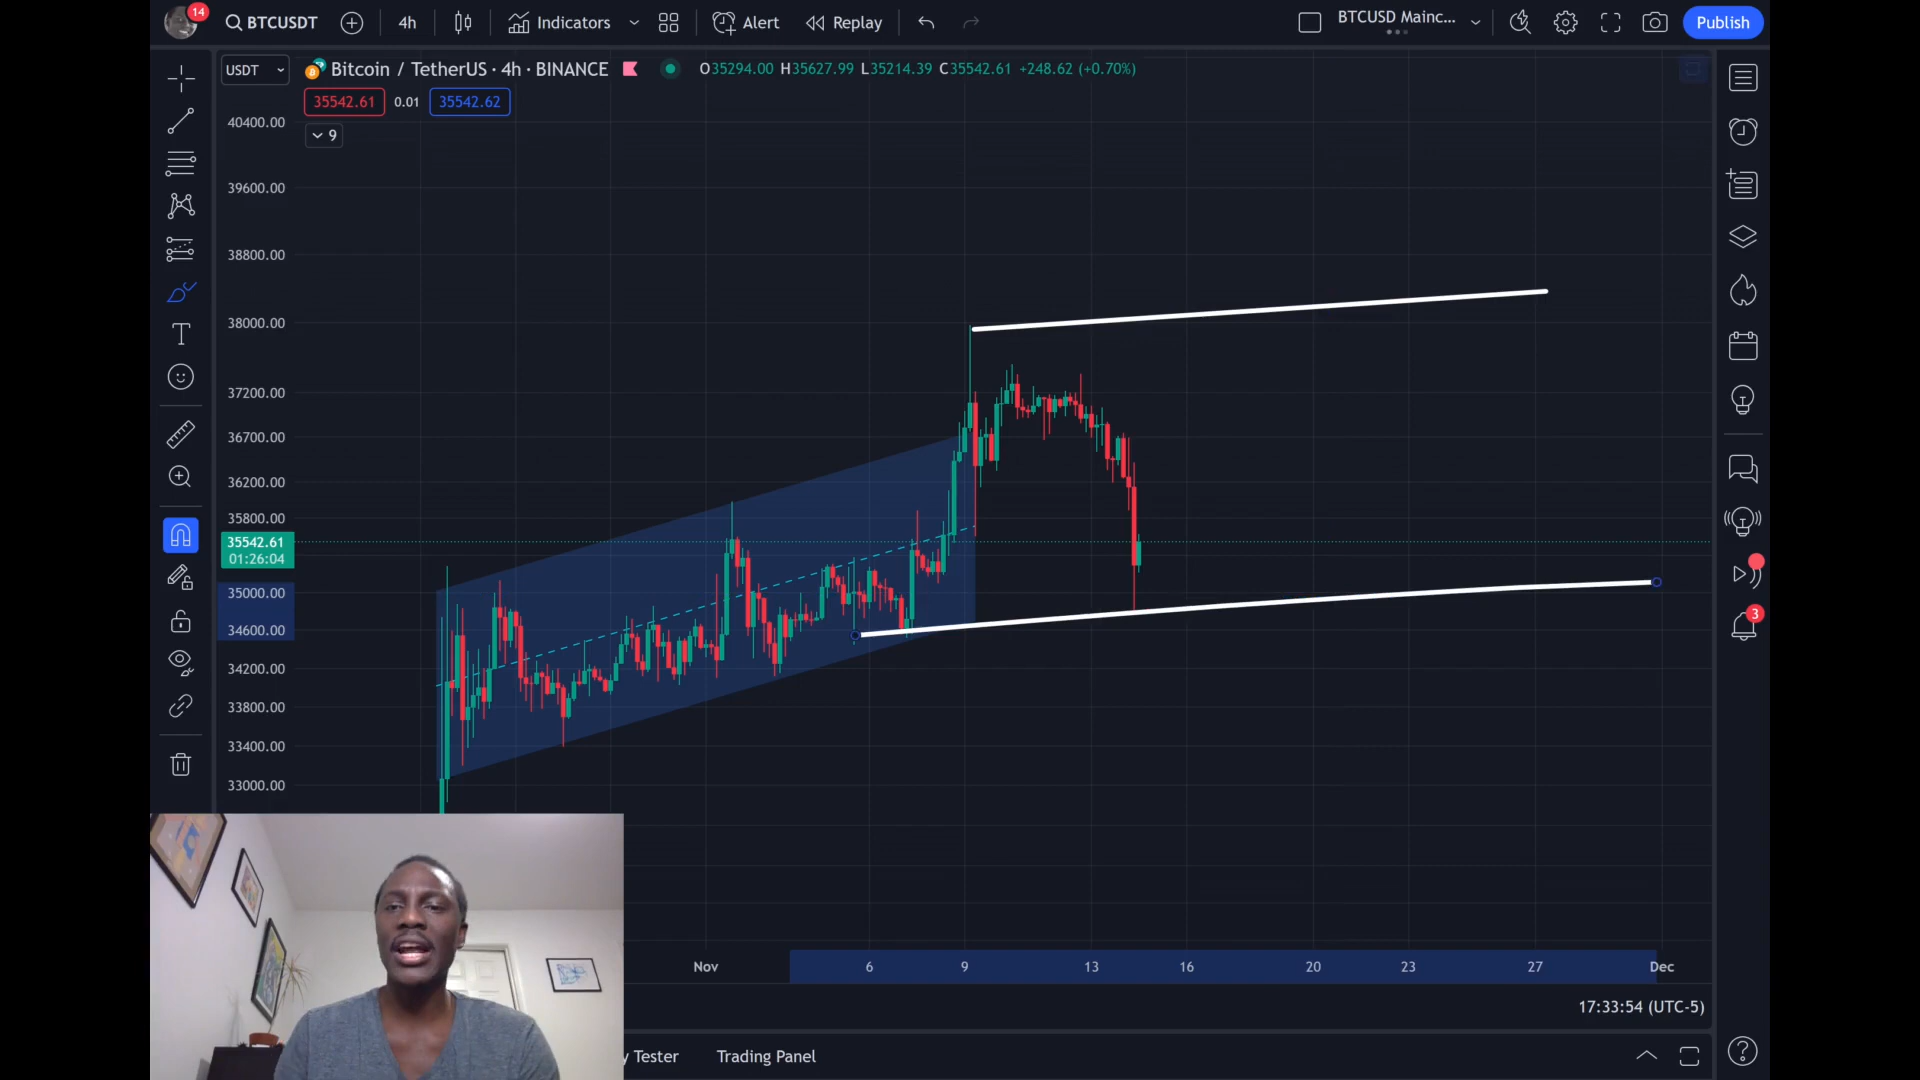 14
BTCUSDT
4h
Indicators
Alert
Replay
BTCUSD Mainc...
Publish
USDT
Bitcoin / TetherUS · 4h · BINANCE
O35294.00 H35627.99 L35214.39 C35542.61 +248.62 (+0.70%)
35542.61
0.01
35542.62
9
40400.00
39600.00
38800.00
38000.00
37200.00
36700.00
36200.00
35800.00
35542.61
01:26:04
35000.00
34600.00
34200.00
33800.00
33400.00
33000.00
3
Nov
6
9
13
16
20
23
27
Dec
17:33:54 (UTC-5)
y Tester
Trading Panel